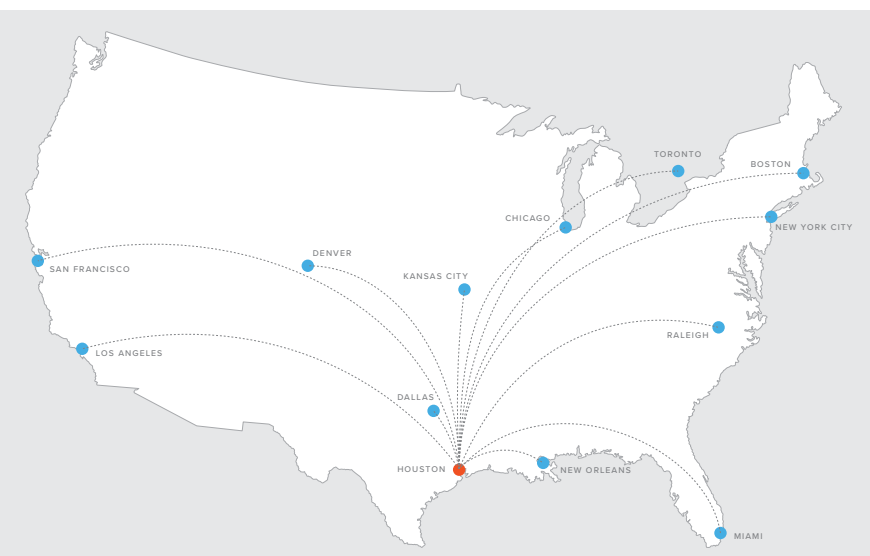 TORONTO
BOSTON
CHICAGO
NEW YORK CITY
DENVER
SAN FRANCISCO
KANSAS CITY
RALEIGH
LOS ANGELES
DALLAS
HOUSTON
NEW ORLEANS
MIAMI